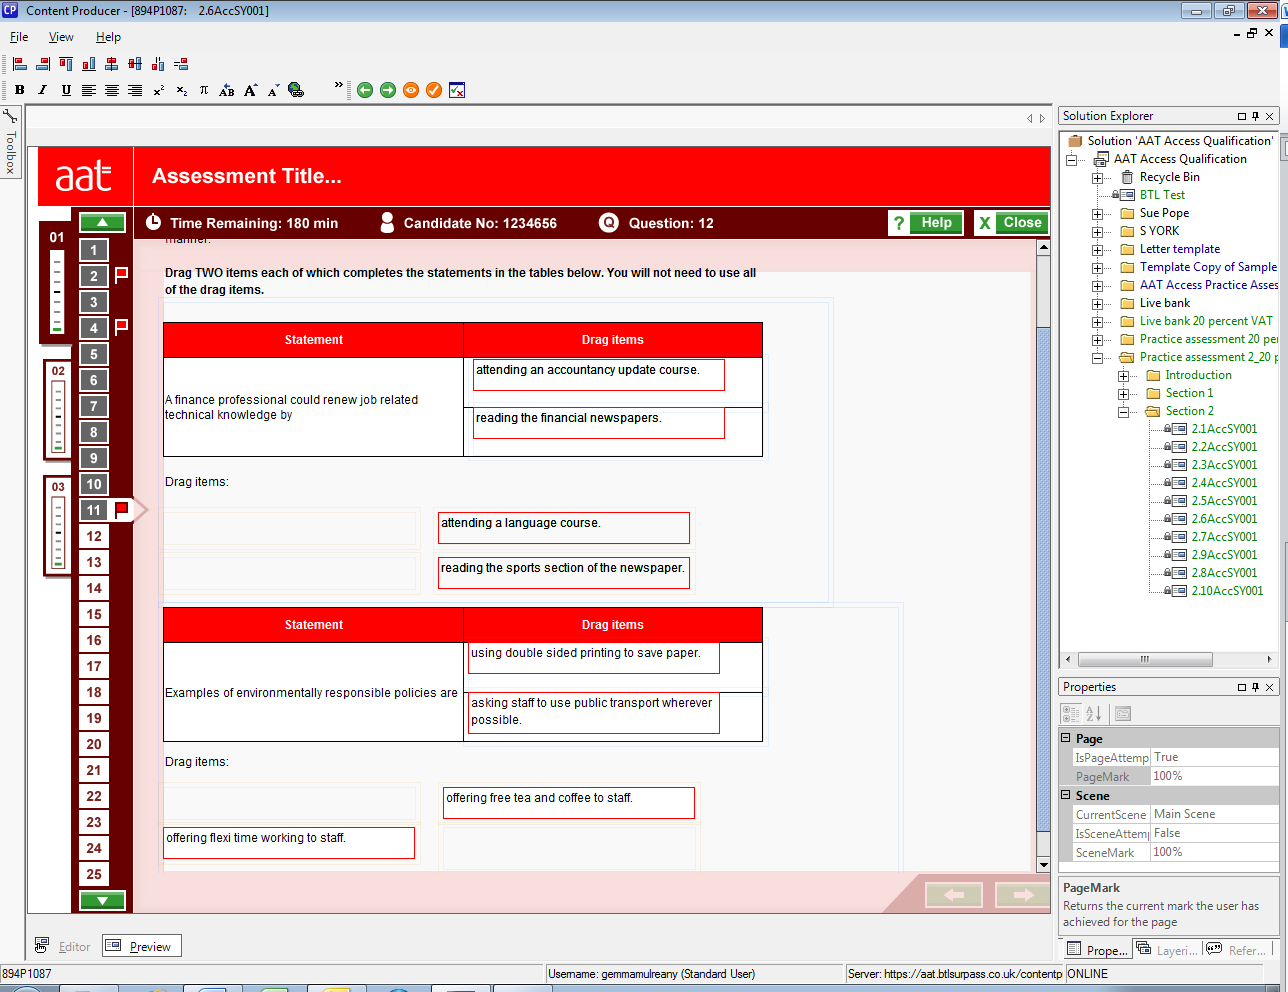 Content Producer - [894P1087:    2.6AccSY001]
File View Help
B I U
Toolbox
aat
Assessment Title...
Time Remaining: 180 min
Candidate No: 1234656
Question: 12
? Help
X Close
01
02
03
1
2
3
4
5
6
7
8
9
10
11
12
13
14
15
16
17
18
19
20
21
22
23
24
25
manner.
Drag TWO items each of which completes the statements in the tables below. You will not need to use all
of the drag items.
Statement
Drag items
A finance professional could renew job related
technical knowledge by
attending an accountancy update course.
reading the financial newspapers.
Drag items:
attending a language course.
reading the sports section of the newspaper.
Statement
Drag items
Examples of environmentally responsible policies are
using double sided printing to save paper.
asking staff to use public transport wherever
possible.
Drag items:
offering free tea and coffee to staff.
offering flexi time working to staff.
Editor
Preview
Solution Explorer
Solution 'AAT Access Qualification'
AAT Access Qualification
Recycle Bin
BTL Test
Sue Pope
S YORK
Letter template
Template Copy of Sample
AAT Access Practice Asses
Live bank
Live bank 20 percent VAT
Practice assessment 20 per
Practice assessment 2_20 p
Introduction
Section 1
Section 2
2.1AccSY001
2.2AccSY001
2.3AccSY001
2.4AccSY001
2.5AccSY001
2.6AccSY001
2.7AccSY001
2.9AccSY001
2.8AccSY001
2.10AccSY001
Properties
Page
IsPageAttemp True
PageMark 100%
Scene
CurrentScene Main Scene
IsSceneAttemp False
SceneMark 100%
PageMark
Returns the current mark the user has
achieved for the page
Prope...
Layeri...
Refer...
894P1087
Username: gemmamulreany (Standard User)
Server: https://aat.btlsurpass.co.uk/contentp
ONLINE